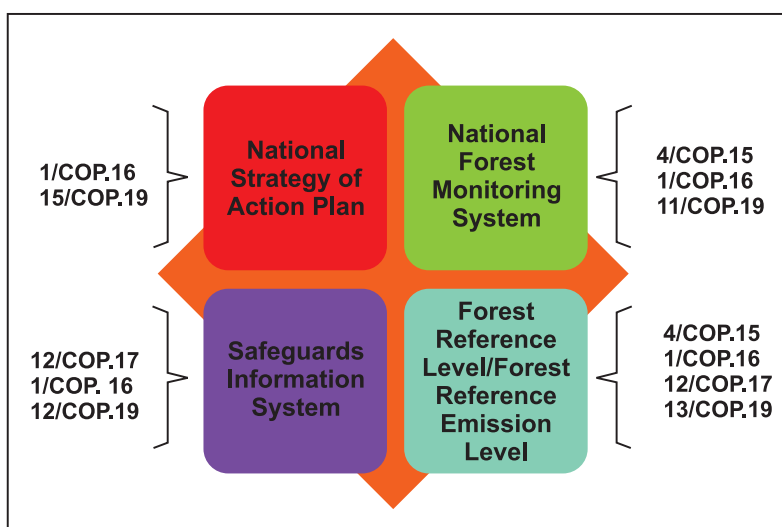 1/COP.16
15/COP.19
National
Strategy of
Action Plan
National
Forest
Monitoring
System
4/COP.15
1/COP.16
11/COP.19
12/COP.17
1/COP. 16
12/COP.19
Safeguards
Information
System
Forest
Reference
Level/Forest
Reference
Emission
Level
4/COP.15
1/COP.16
12/COP.17
13/COP.19